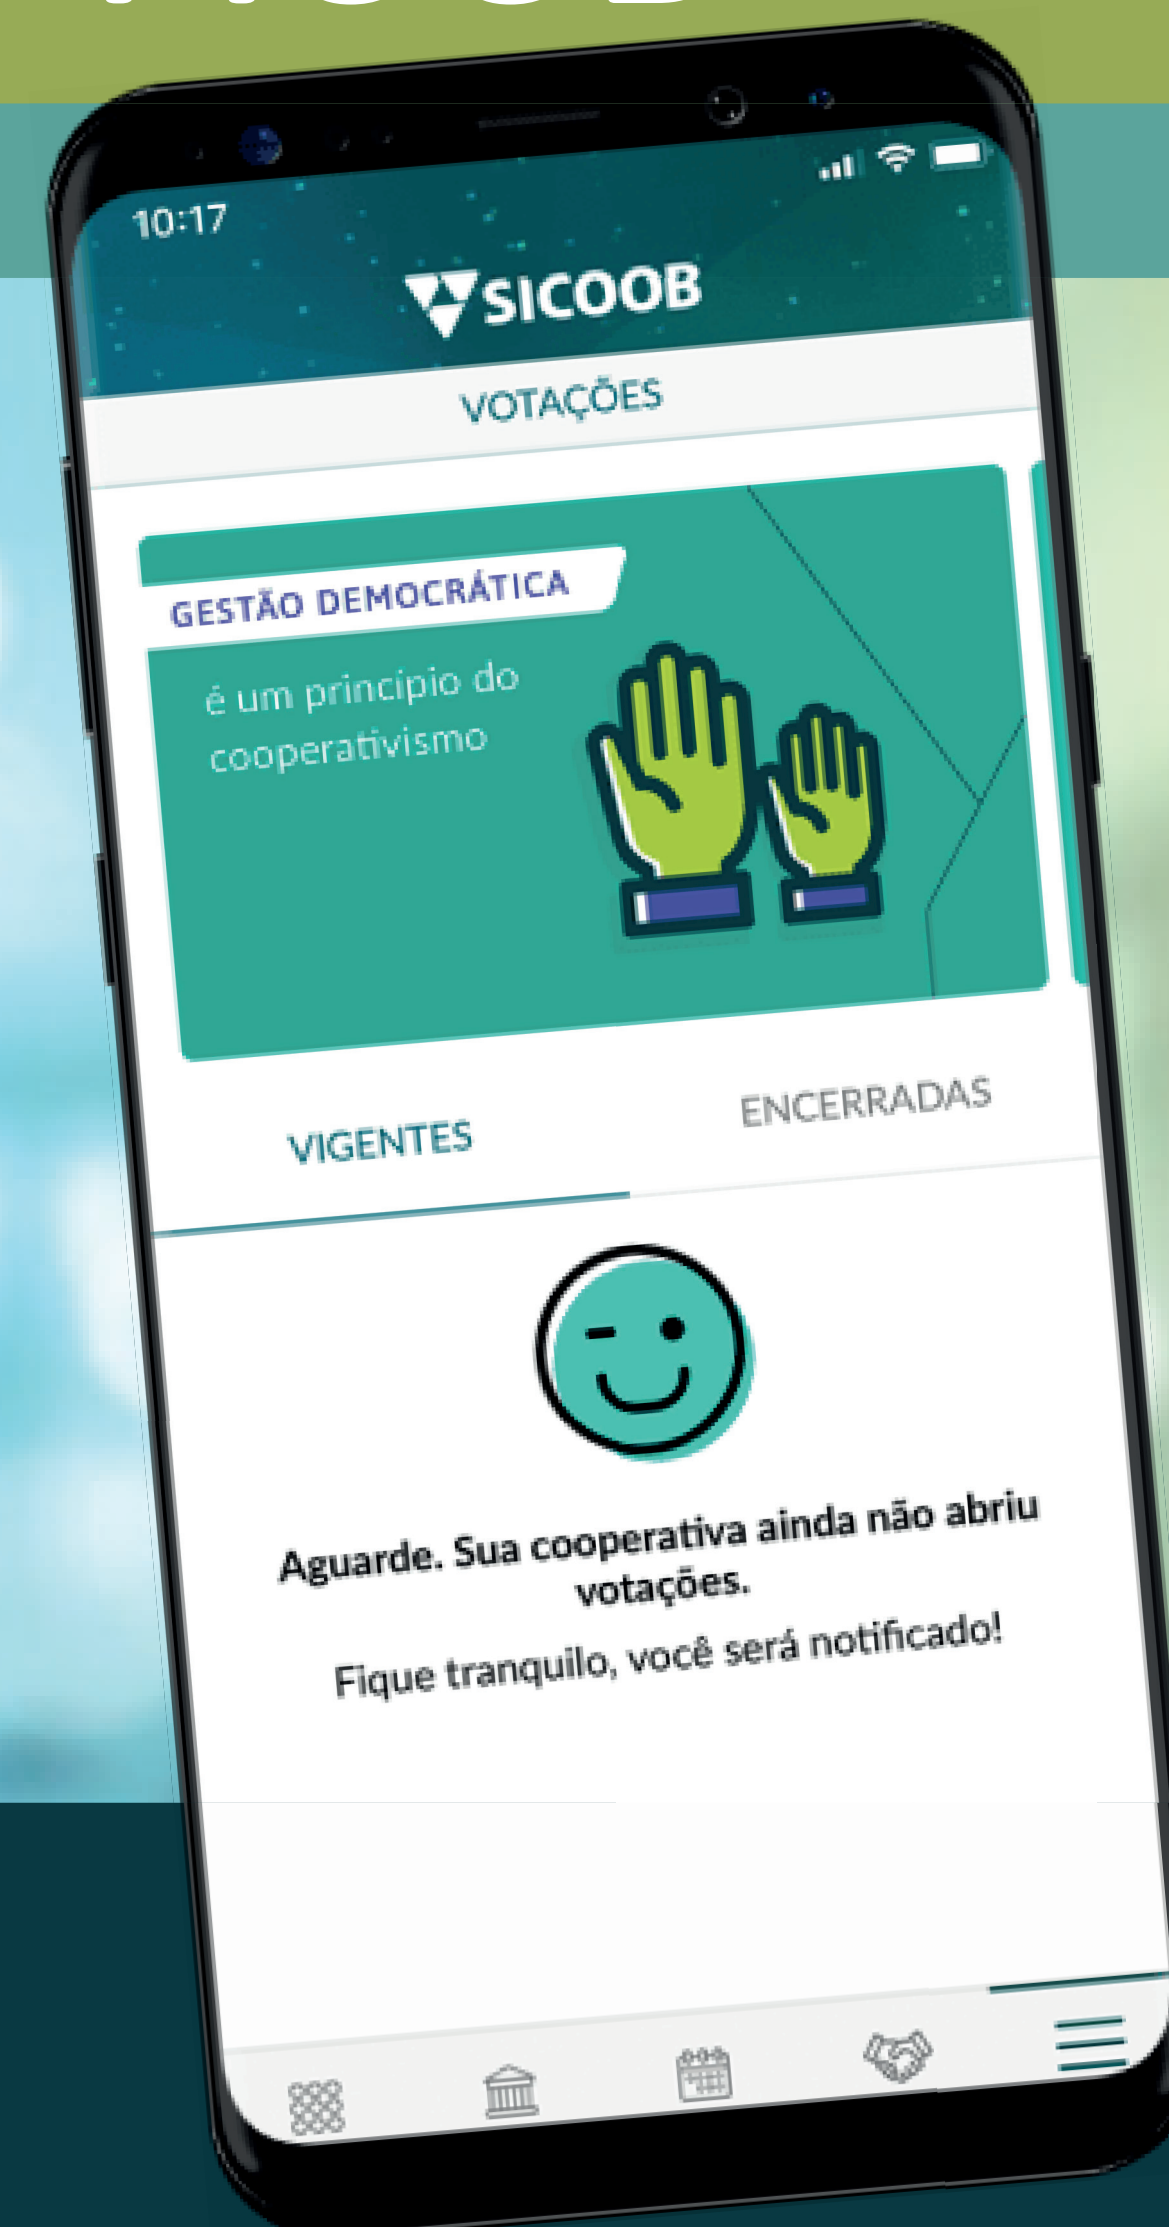 10:17
SICOOB
VOTAÇÕES
GESTÃO DEMOCRÁTICA
é um princípio do
cooperativismo
VIGENTES
ENCERRADAS
Aguarde. Sua cooperativa ainda não abriu
votações.
Fique tranquilo, você será notificado!